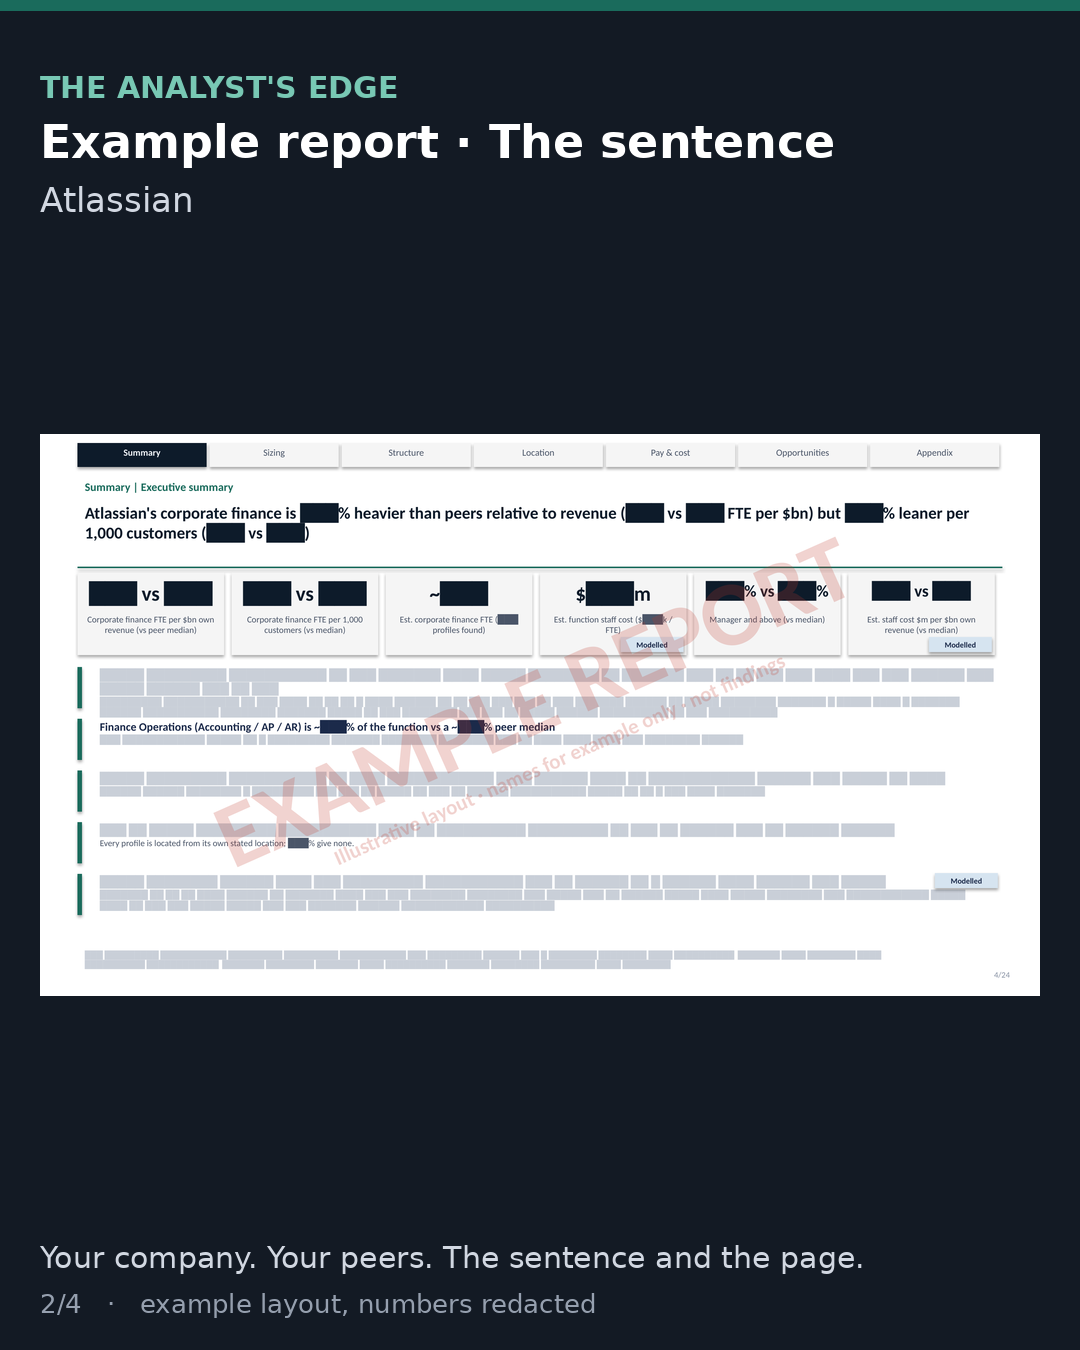 THE ANALYST'S EDGE
Example report · The sentence
Atlassian
Summary
Sizing
Structure
Location
Pay & cost
Opportunities
Appendix
Summary | Executive summary
Atlassian's corporate finance is % heavier than peers relative to revenue ( vs FTE per $bn) but % leaner per
1,000 customers ( vs )
vs
Corporate finance FTE per $bn own
revenue (vs peer median)
vs
Corporate finance FTE per 1,000
customers (vs median)
~
Est. corporate finance FTE (
profiles found)
$ m
Est. function staff cost ($ k /
FTE)
Modelled
% vs %
Manager and above (vs median)
vs
Est. staff cost $m per $bn own
revenue (vs median)
Modelled
Finance Operations (Accounting / AP / AR) is ~ % of the function vs a ~ % peer median
Every profile is located from its own stated location; % give none.
Modelled
EXAMPLE REPORT
Illustrative layout · names for example only · not findings
4/24
Your company. Your peers. The sentence and the page.
2/4 · example layout, numbers redacted